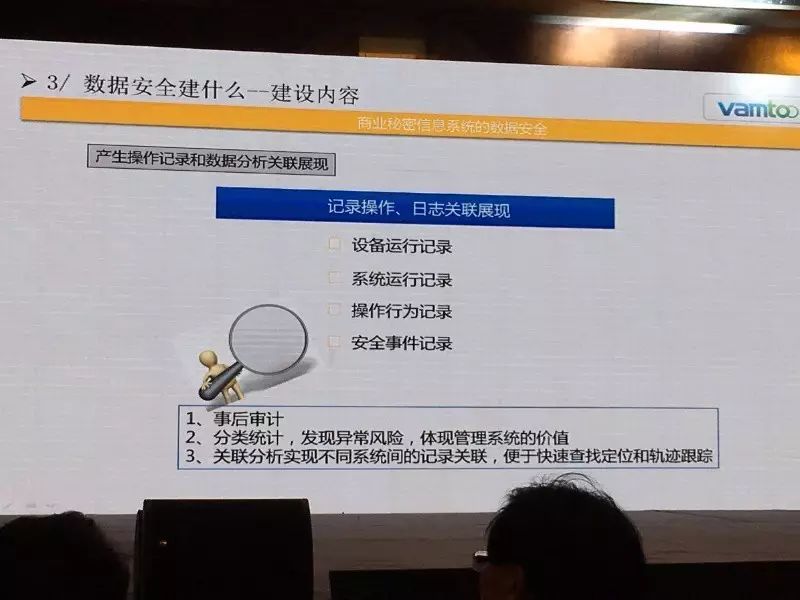 3/ 数据安全建什么--建设内容
vamtoo
商业秘密信息系统的数据安全
产生操作记录和数据分析关联展现
记录操作、日志关联展现
设备运行记录
系统运行记录
操作行为记录
安全事件记录
1、事后审计
2、分类统计，发现异常风险，体现管理系统的价值
3、关联分析实现不同系统间的记录关联，便于快速查找定位和轨迹跟踪